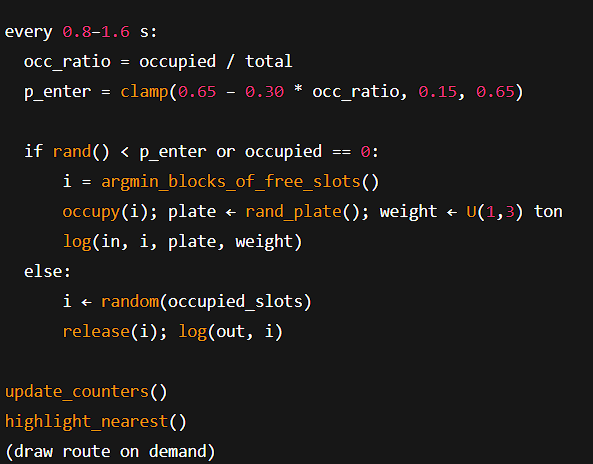 every 0.8–1.6 s:
  occ_ratio = occupied / total
  p_enter = clamp(0.65 – 0.30 * occ_ratio, 0.15, 0.65)

  if rand() < p_enter or occupied == 0:
      i = argmin_blocks_of_free_slots()
      occupy(i); plate ← rand_plate(); weight ← U(1,3) ton
      log(in, i, plate, weight)
  else:
      i ← random(occupied_slots)
      release(i); log(out, i)

update_counters()
highlight_nearest()
(draw route on demand)